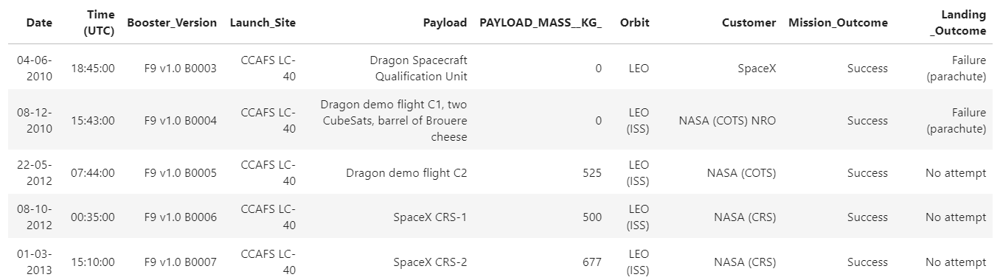 Date Time (UTC) Booster_Version Launch_Site Payload PAYLOAD_MASS__KG_ Orbit Customer Mission_Outcome Landing _Outcome
04-06-2010 18:45:00 F9 v1.0 B0003 CCAFS LC-40 Dragon Spacecraft Qualification Unit 0 LEO SpaceX Success Failure (parachute)
08-12-2010 15:43:00 F9 v1.0 B0004 CCAFS LC-40 Dragon demo flight C1, two CubeSats, barrel of Brouere cheese 0 LEO (ISS) NASA (COTS) NRO Success Failure (parachute)
22-05-2012 07:44:00 F9 v1.0 B0005 CCAFS LC-40 Dragon demo flight C2 525 LEO (ISS) NASA (COTS) Success No attempt
08-10-2012 00:35:00 F9 v1.0 B0006 CCAFS LC-40 SpaceX CRS-1 500 LEO (ISS) NASA (CRS) Success No attempt
01-03-2013 15:10:00 F9 v1.0 B0007 CCAFS LC-40 SpaceX CRS-2 677 LEO (ISS) NASA (CRS) Success No attempt